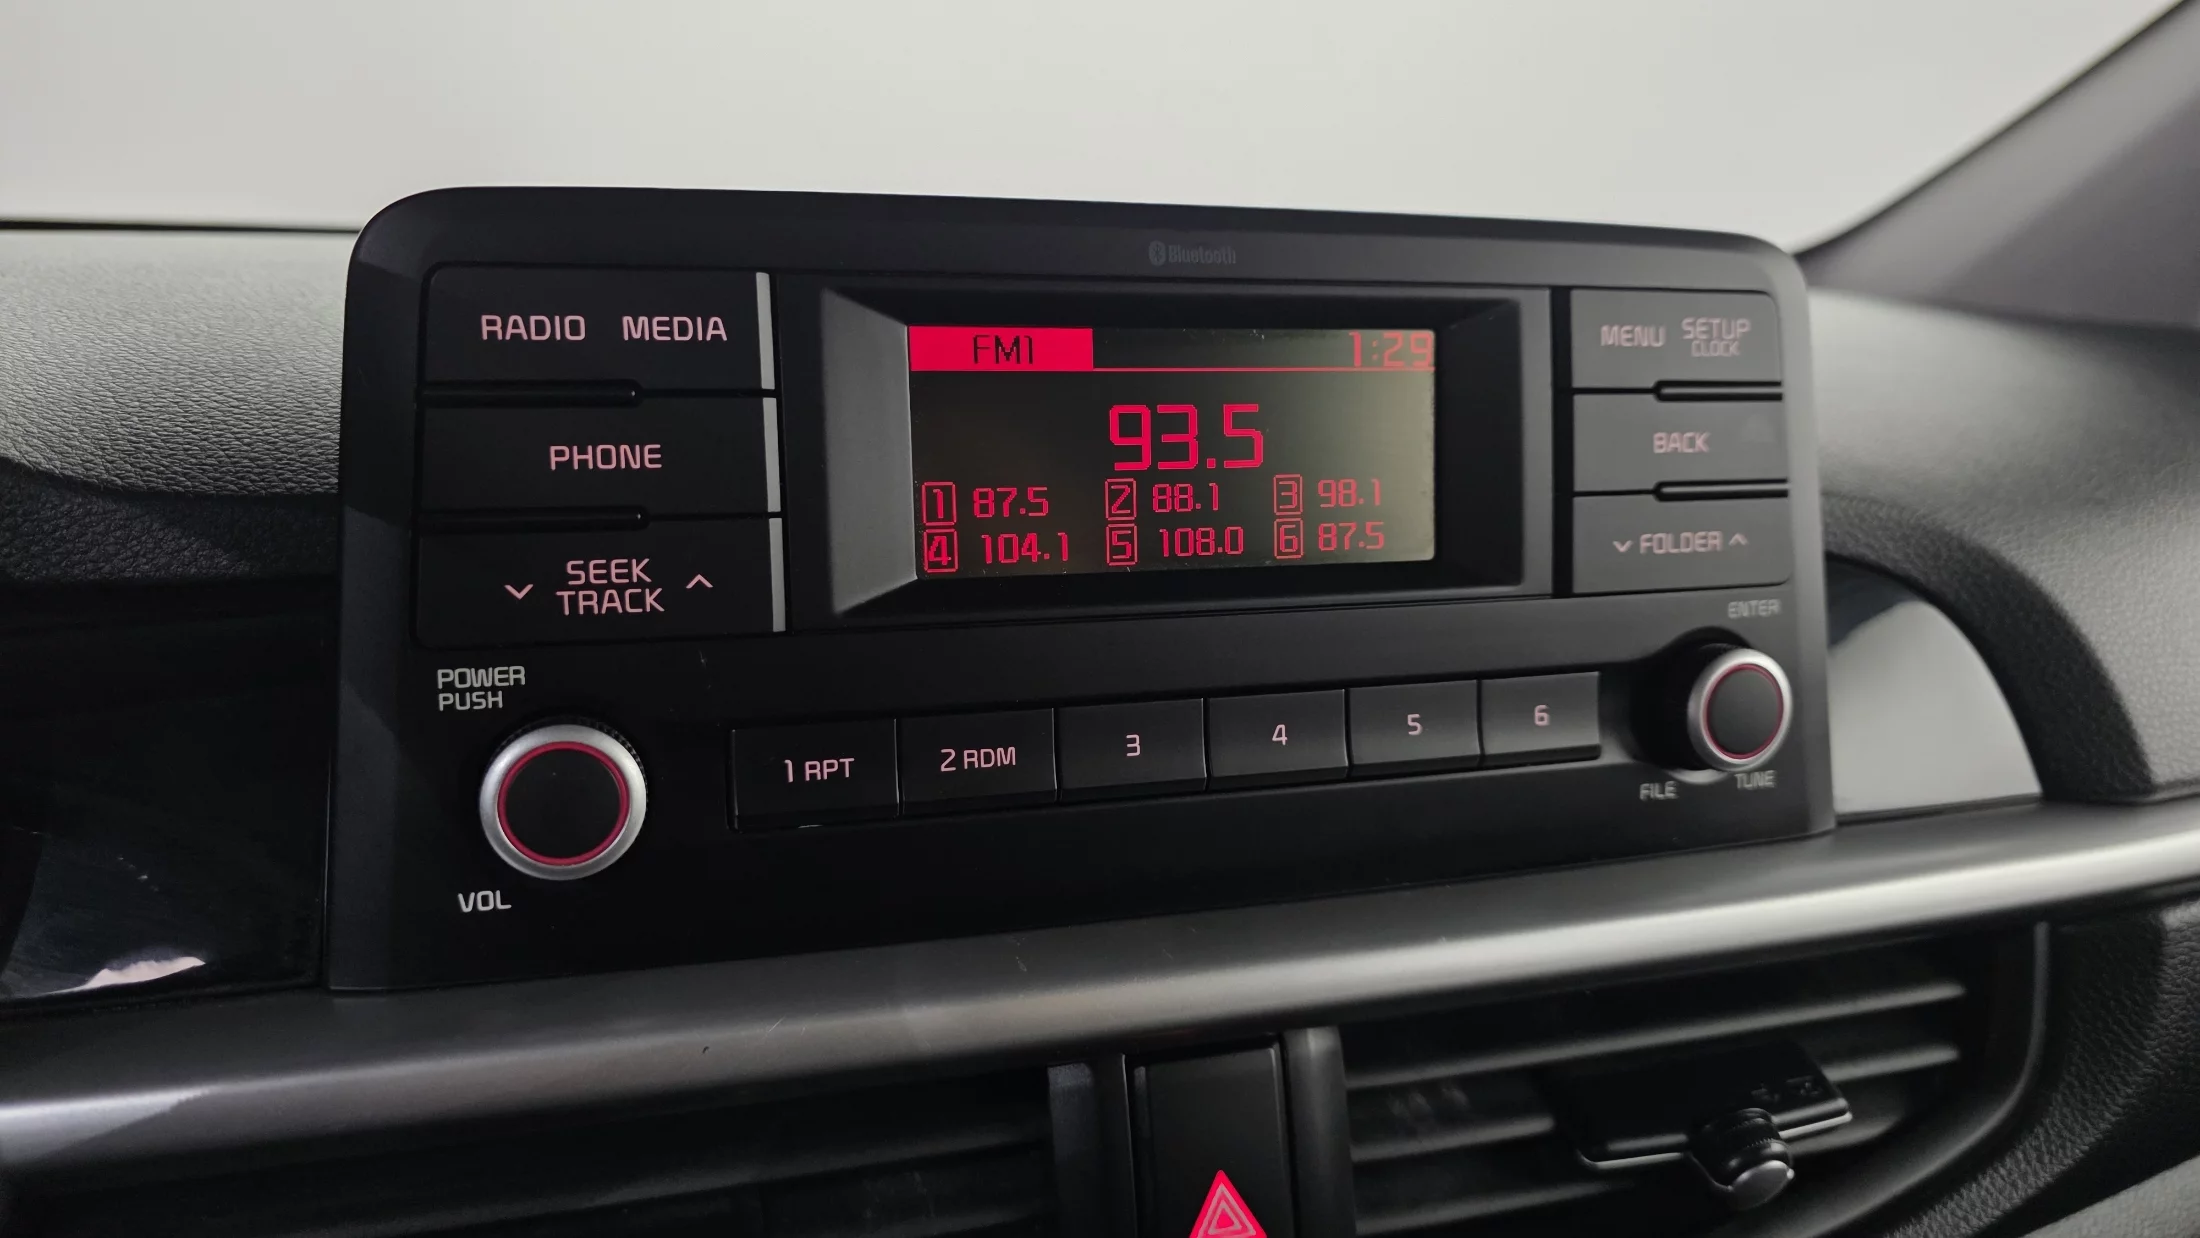 Bluetooth
RADIO MEDIA
PHONE
SEEK
TRACK
FM1 1:29
93.5
1 87.5 2 88.1 3 98.1
4 104.1 5 108.0 6 87.5
MENU SETUP
CLOCK
BACK
FOLDER
ENTER
POWER
PUSH
VOL
1 RPT 2 RDM 3 4 5 6
FILE TUNE